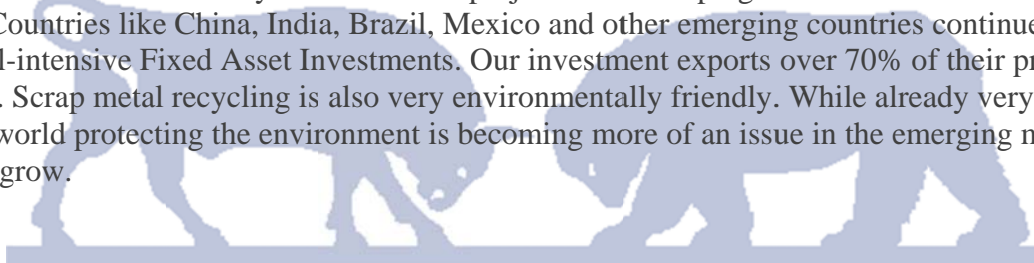 Countries like China, India, Brazil, Mexico and other emerging countries continue
l-intensive Fixed Asset Investments. Our investment exports over 70% of their pr
. Scrap metal recycling is also very environmentally friendly. While already very
world protecting the environment is becoming more of an issue in the emerging
grow.